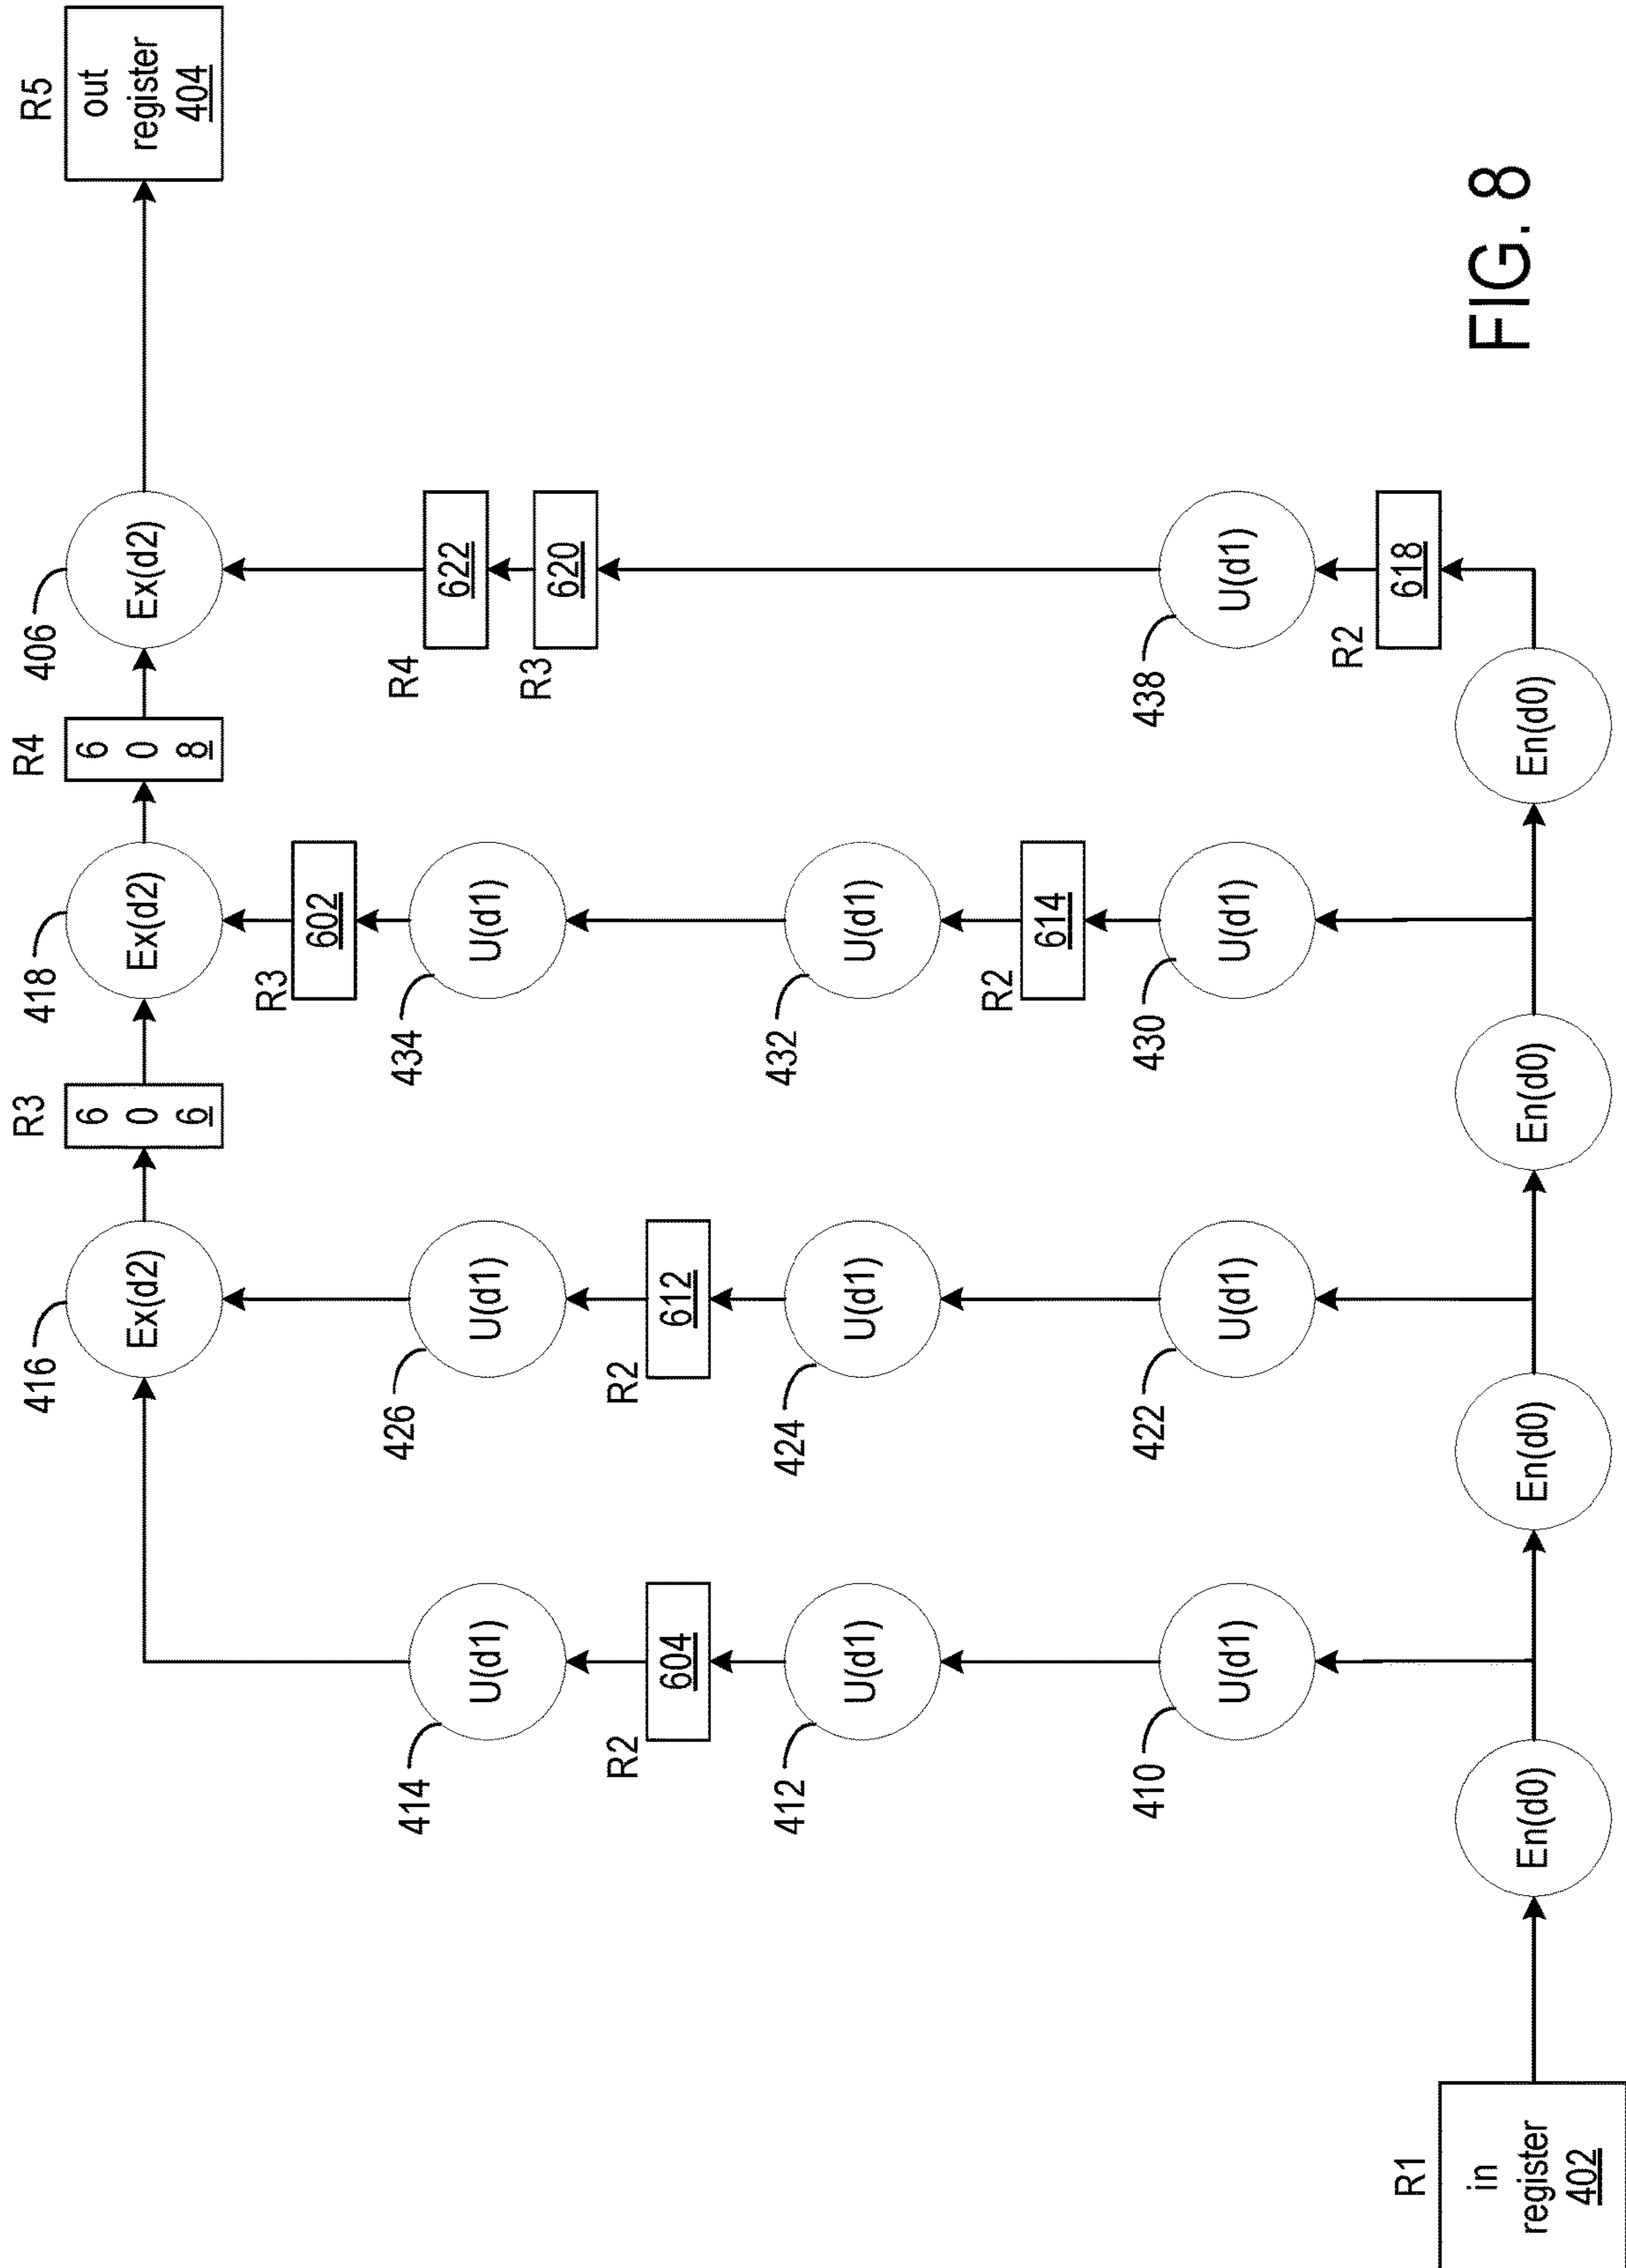 R5
out
register
404
406
Ex(d2)
R4
6
0
8
418
Ex(d2)
R3
6
0
6
416
Ex(d2)
R4
622
R3
620
438
U(d1)
R2
618
En(d0)
R3
602
434
U(d1)
432
U(d1)
R2
614
430
U(d1)
En(d0)
426
U(d1)
R2
612
424
U(d1)
422
U(d1)
En(d0)
414
U(d1)
R2
604
412
U(d1)
410
U(d1)
En(d0)
R1
in
register
402
FIG. 8